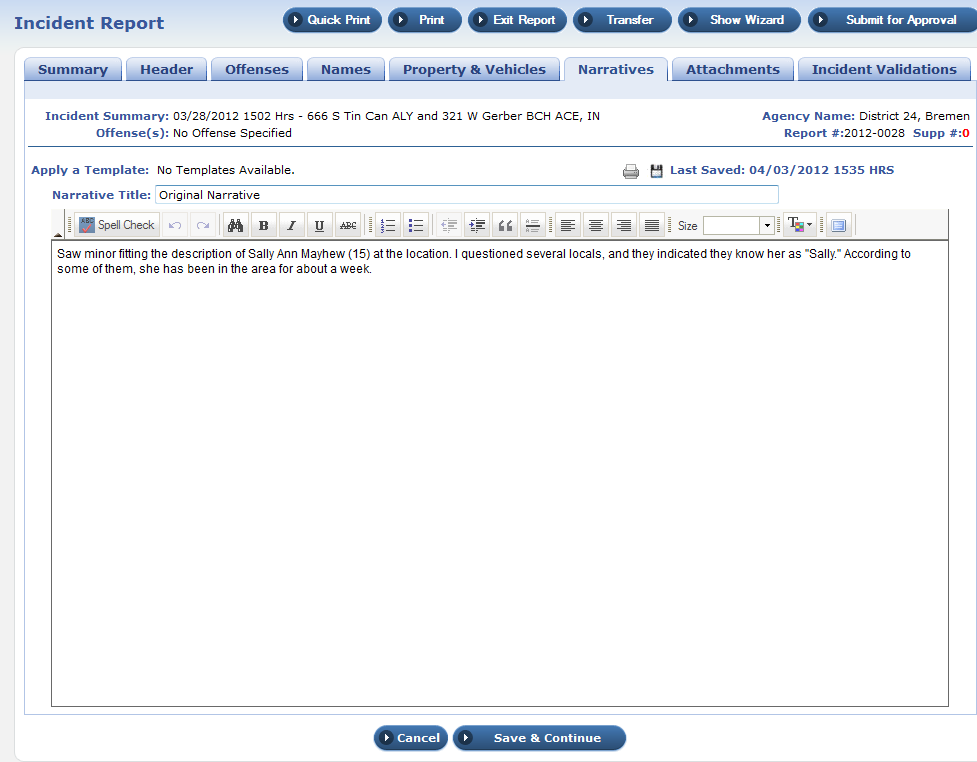 Incident Report
Quick Print
Print
Exit Report
Transfer
Show Wizard
Submit for Approval
Summary
Header
Offenses
Names
Property & Vehicles
Narratives
Attachments
Incident Validations
Incident Summary: 03/28/2012 1502 Hrs - 666 S Tin Can ALY and 321 W Gerber BCH ACE, IN
Agency Name: District 24, Bremen
Offense(s): No Offense Specified
Report #:2012-0028 Supp #:0
Apply a Template: No Templates Available.
Last Saved: 04/03/2012 1535 HRS
Narrative Title: Original Narrative
ABC Spell Check
B I U ABC
Size
Saw minor fitting the description of Sally Ann Mayhew (15) at the location. I questioned several locals, and they indicated they know her as "Sally." According to
some of them, she has been in the area for about a week.
Cancel
Save & Continue